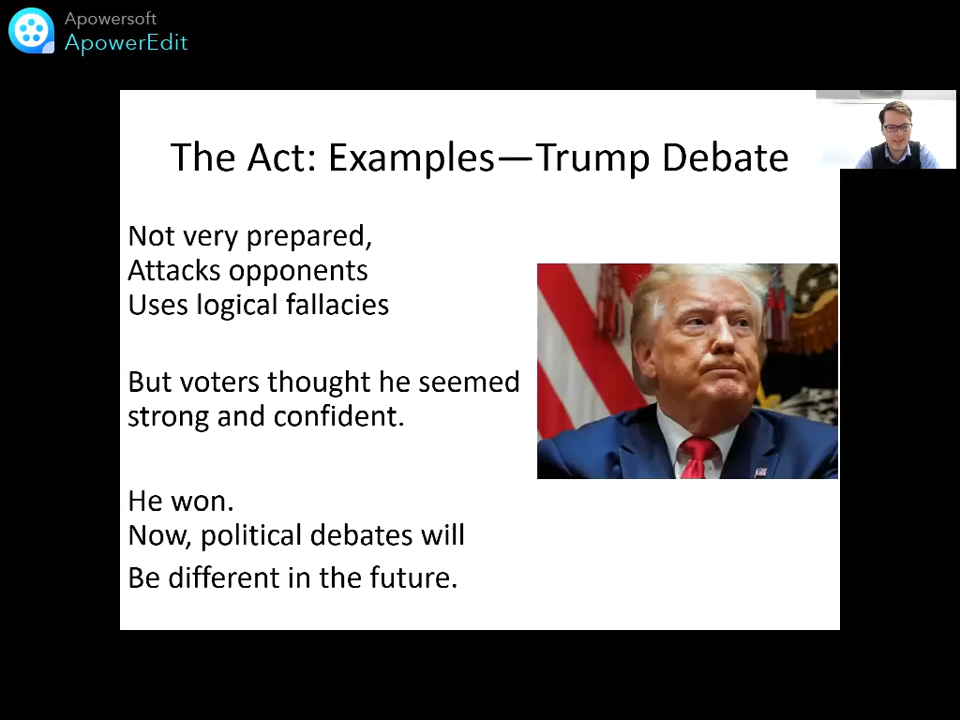 Apowersoft
ApowerEdit
The Act: Examples—Trump Debate
Not very prepared,
Attacks opponents
Uses logical fallacies
But voters thought he seemed
strong and confident.
He won.
Now, political debates will
Be different in the future.